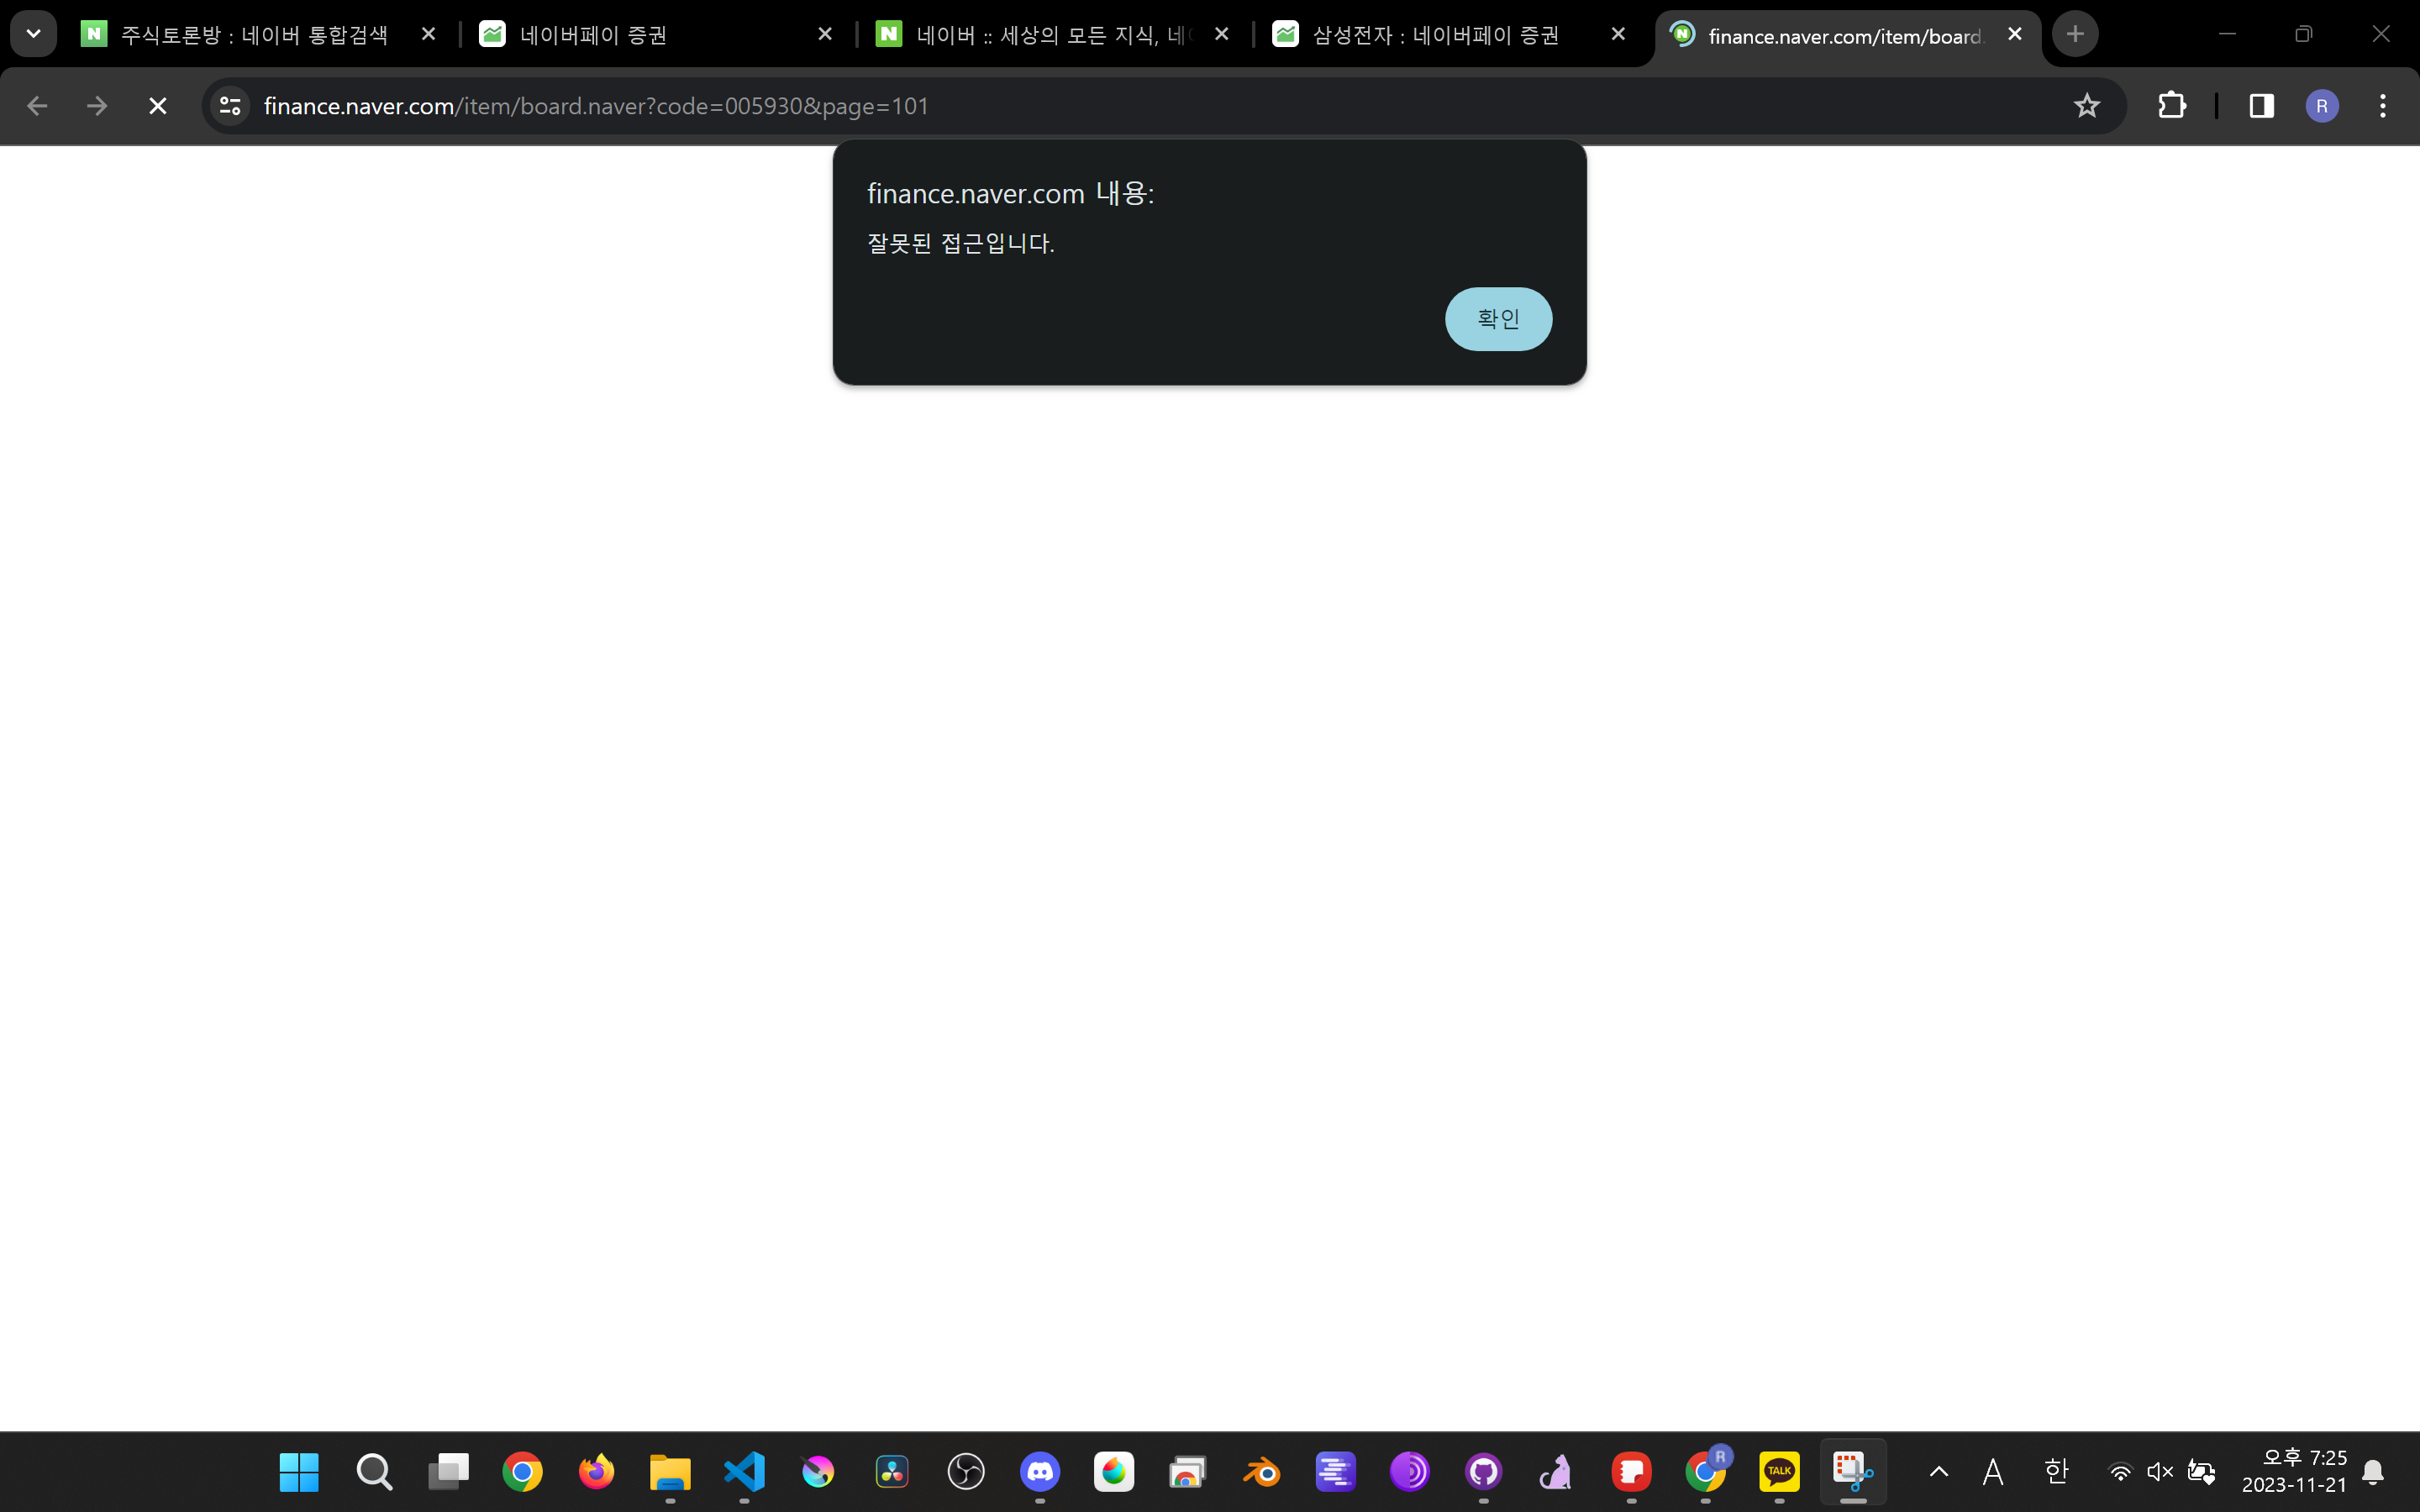 주식토론방 : 네이버 통합검색
네이버페이 증권
네이버 :: 세상의 모든 지식, 네
삼성전자 : 네이버페이 증권
finance.naver.com/item/board.
finance.naver.com/item/board.naver?code=005930&page=101
R
finance.naver.com 내용:
잘못된 접근입니다.
확인
R
TALK
A
한
오후 7:25
2023-11-21